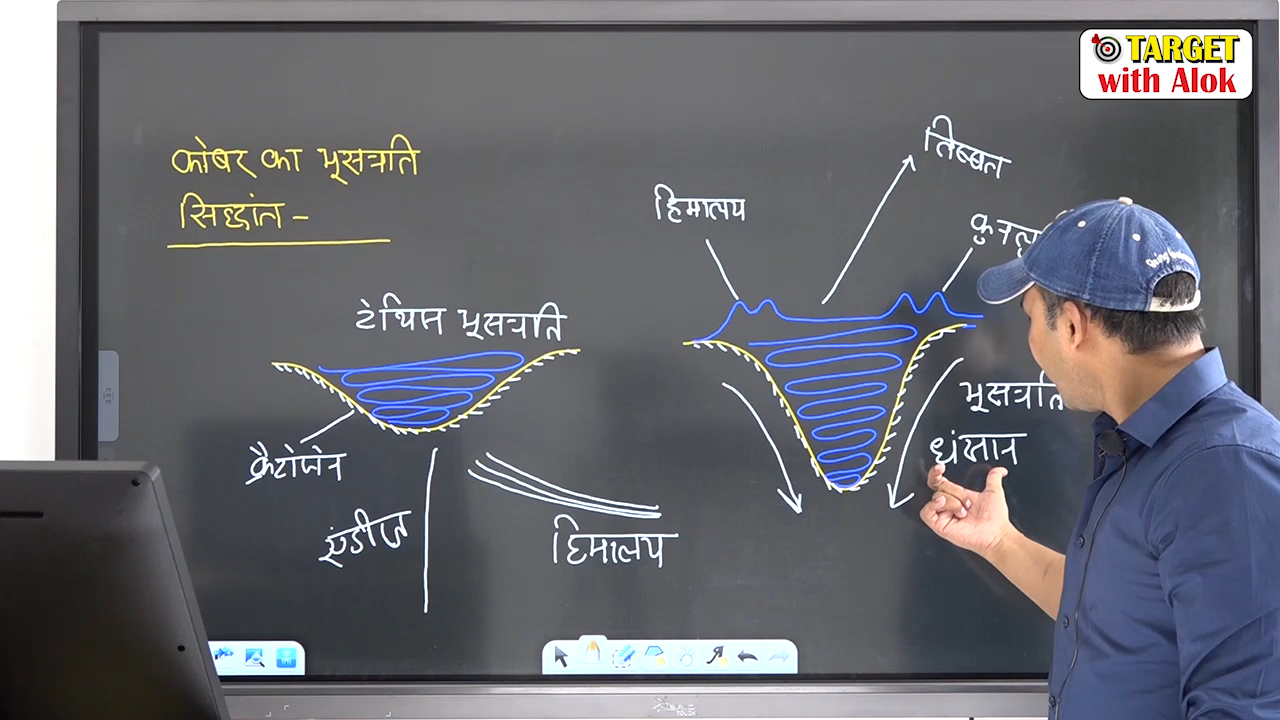 TARGET
with Alok
कोबर का भूसन्नति
सिद्धांत -
टेथिस भूसन्नति
क्रैटोजेन
एंडीज
हिमालय
हिमालय
तिब्बत
भूसन्नति
धंसान